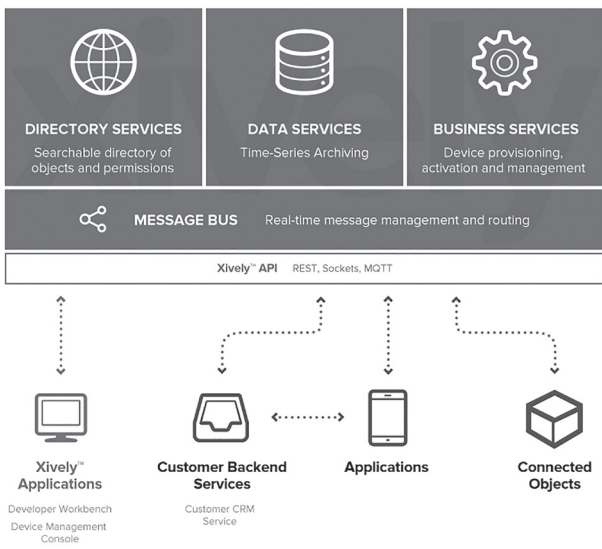 DIRECTORY SERVICES
Searchable directory of
objects and permissions
DATA SERVICES
Time-Series Archiving
BUSINESS SERVICES
Device provisioning,
activation and management
MESSAGE BUS Real-time message management and routing
Xively™ API REST, Sockets, MQTT
Xively™
Applications
Developer Workbench
Device Management
Console
Customer Backend
Services
Customer CRM
Service
Applications
Connected
Objects
xively